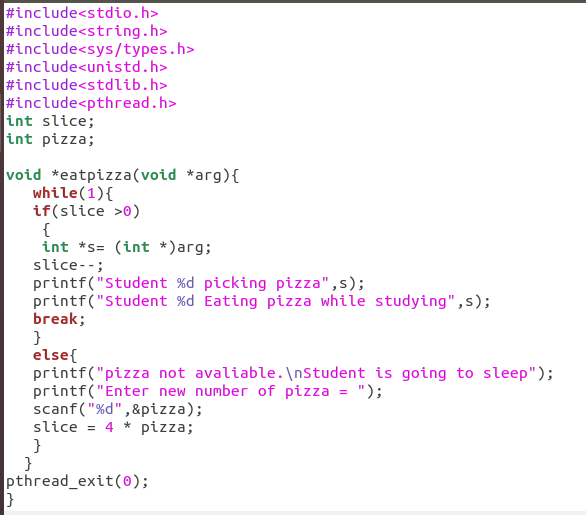 #include<stdio.h>
#include<string.h>
#include<sys/types.h>
#include<unistd.h>
#include<stdlib.h>
#include<pthread.h>
int slice;
int pizza;

void *eatpizza(void *arg){
   while(1){
   if(slice >0)
    {
    int *s= (int *)arg;
   slice--;
   printf("Student %d picking pizza",s);
   printf("Student %d Eating pizza while studying",s);
   break;
   }
   else{
   printf("pizza not avaliable.\nStudent is going to sleep");
   printf("Enter new number of pizza = ");
   scanf("%d",&pizza);
   slice = 4 * pizza;
   }
  }
pthread_exit(0);
}